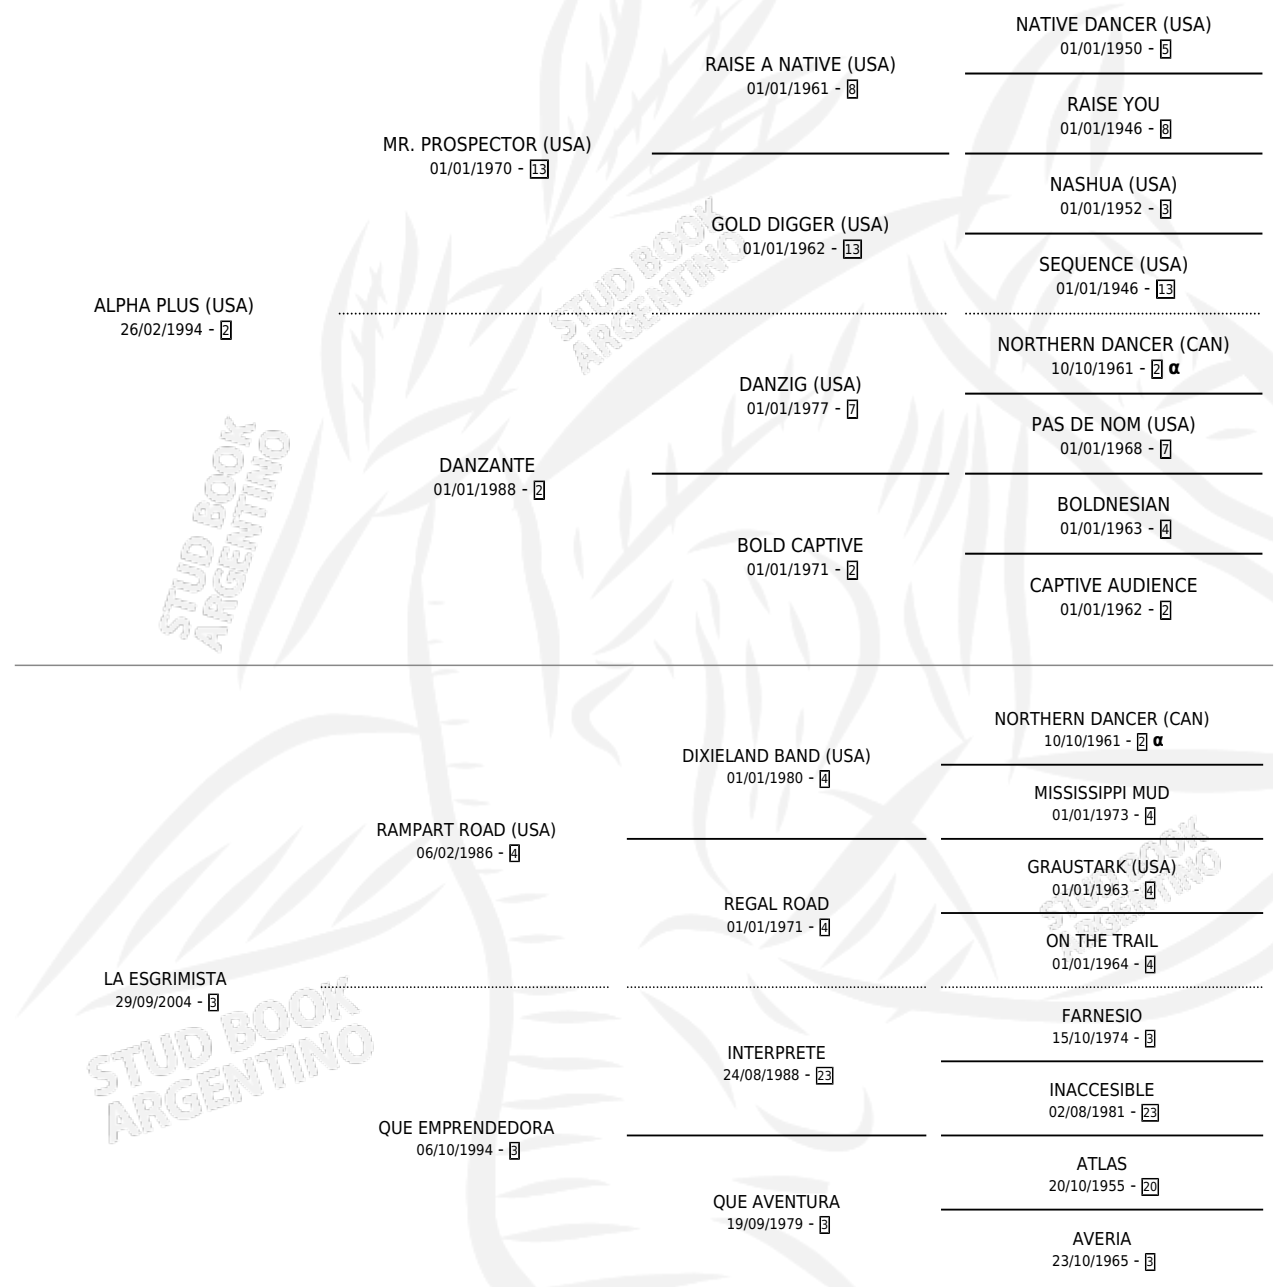 NATIVE DANCER (USA)
01/01/1950 - 5
RAISE A NATIVE (USA)
01/01/1961 - 8
RAISE YOU
01/01/1946 - 8
MR. PROSPECTOR (USA)
01/01/1970 - 13
NASHUA (USA)
01/01/1952 - 3
GOLD DIGGER (USA)
01/01/1962 - 13
SEQUENCE (USA)
01/01/1946 - 13
ALPHA PLUS (USA)
26/02/1994 - 2
NORTHERN DANCER (CAN)
10/10/1961 - 2 α
DANZIG (USA)
01/01/1977 - 7
PAS DE NOM (USA)
01/01/1968 - 7
DANZANTE
01/01/1988 - 2
BOLDNESIAN
01/01/1963 - 4
BOLD CAPTIVE
01/01/1971 - 2
CAPTIVE AUDIENCE
01/01/1962 - 2
NORTHERN DANCER (CAN)
10/10/1961 - 2 α
DIXIELAND BAND (USA)
01/01/1980 - 4
MISSISSIPPI MUD
01/01/1973 - 4
RAMPART ROAD (USA)
06/02/1986 - 4
GRAUSTARK (USA)
01/01/1963 - 4
REGAL ROAD
01/01/1971 - 4
ON THE TRAIL
01/01/1964 - 4
LA ESGRIMISTA
29/09/2004 - 3
FARNESIO
15/10/1974 - 3
INTERPRETE
24/08/1988 - 23
INACCESIBLE
02/08/1981 - 23
QUE EMPRENDEDORA
06/10/1994 - 3
ATLAS
20/10/1955 - 20
QUE AVENTURA
19/09/1979 - 3
AVERIA
23/10/1965 - 3
STUD BOOK
ARGENTINO
STUD BOOK
ARGENTINO
STUD BOOK
ARGENTINO
STUD BOOK
ARGENTINO